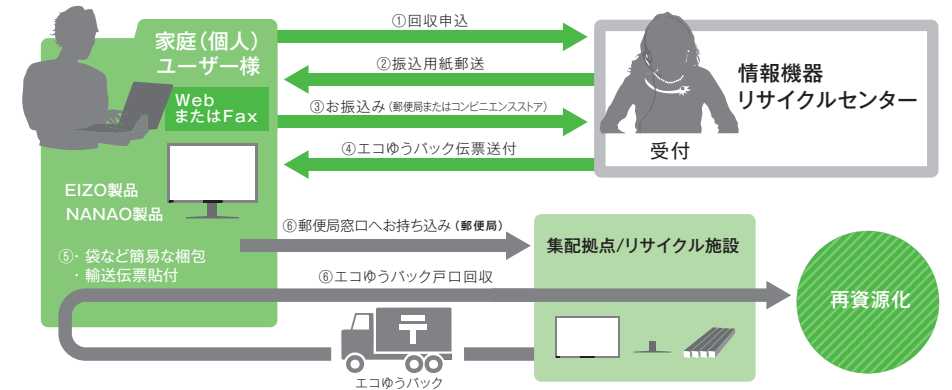 ①回収申込
家庭（個人）
ユーザー様
②振込用紙郵送
情報機器
リサイクルセンター
Web
またはFax
③お振込み（郵便局またはコンビニエンスストア）
④エコゆうパック伝票送付
受付
EIZO製品
NANAO製品
⑥郵便局窓口へお持ち込み（郵便局）
集配拠点/リサイクル施設
⑤・袋など簡易な梱包
・輸送伝票貼付
⑥エコゆうパック戸口回収
再資源化
エコゆうパック